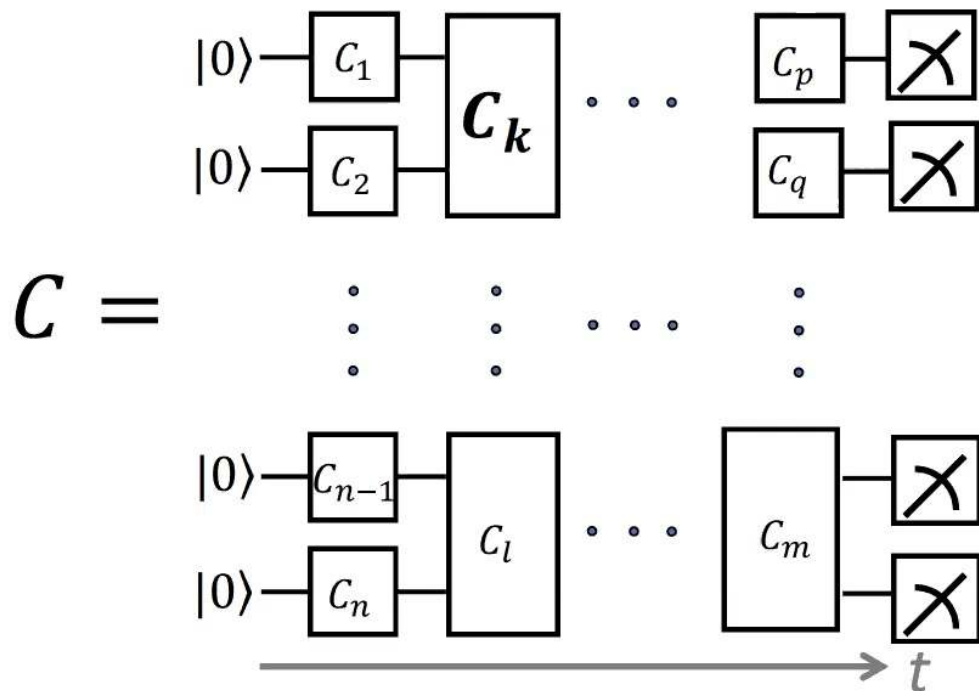 |0⟩ C₁ C_k C_p
|0⟩ C₂ C_q
C =
|0⟩ C_{n−1} C_l C_m
|0⟩ C_n
t